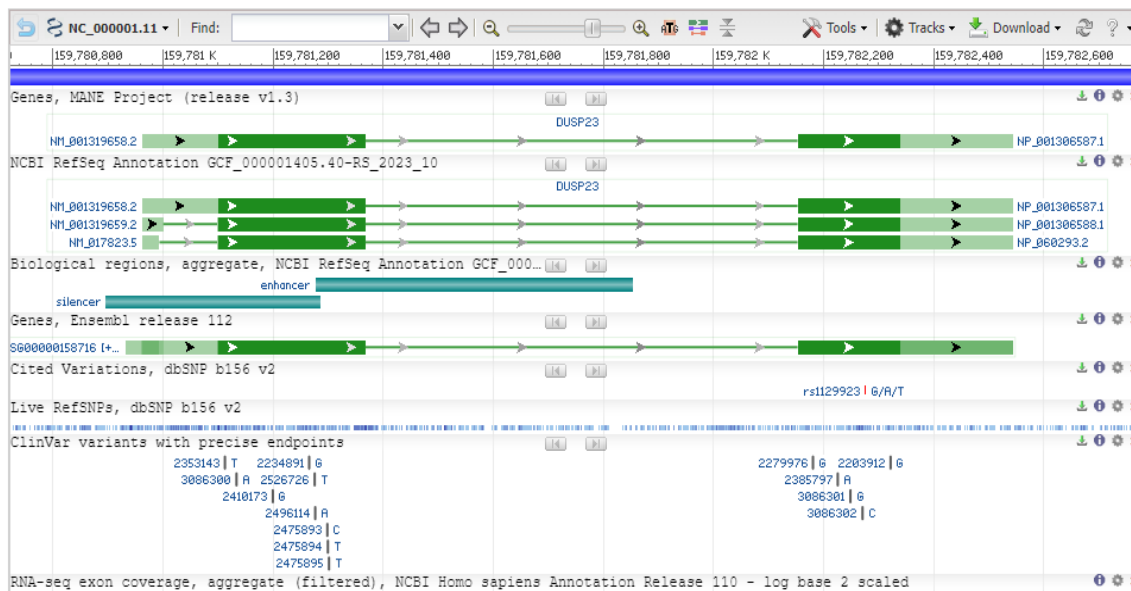 NC_000001.11 Find: Tools Tracks Download ?
159,780,800 159,781 K 159,781,200 159,781,400 159,781,600 159,781,800 159,782 K 159,782,200 159,782,400 159,782,600
Genes, MANE Project (release v1.3)
DUSP23
NM_001319658.2 NP_001306587.1
NCBI RefSeq Annotation GCF_000001405.40-RS_2023_10
DUSP23
NM_001319658.2 NP_001306587.1
NM_001319659.2 NP_001306588.1
NM_017823.5 NP_060293.2
Biological regions, aggregate, NCBI RefSeq Annotation GCF_000...
enhancer
silencer
Genes, Ensembl release 112
SG00000158716 [+...
Cited Variations, dbSNP b156 v2
rs1129923 G/A/T
Live RefSNPs, dbSNP b156 v2
ClinVar variants with precise endpoints
2353143 T 2234891 G 2279976 G 2203912 G
3086300 A 2526726 T 2385797 A
2410173 G 3086301 G
2496114 A 3086302 C
2475893 C
2475894 T
2475895 T
RNA-seq exon coverage, aggregate (filtered), NCBI Homo sapiens Annotation Release 110 - log base 2 scaled